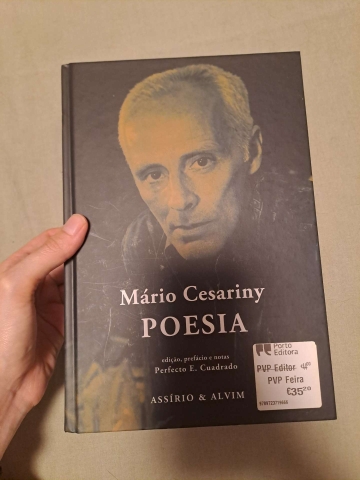 Mário Cesariny
POESIA
edição, prefácio e notas
Perfecto E. Cuadrado
ASSÍRIO & ALVIM
Porto
Editora
PVP Editor
PVP Feira
€35